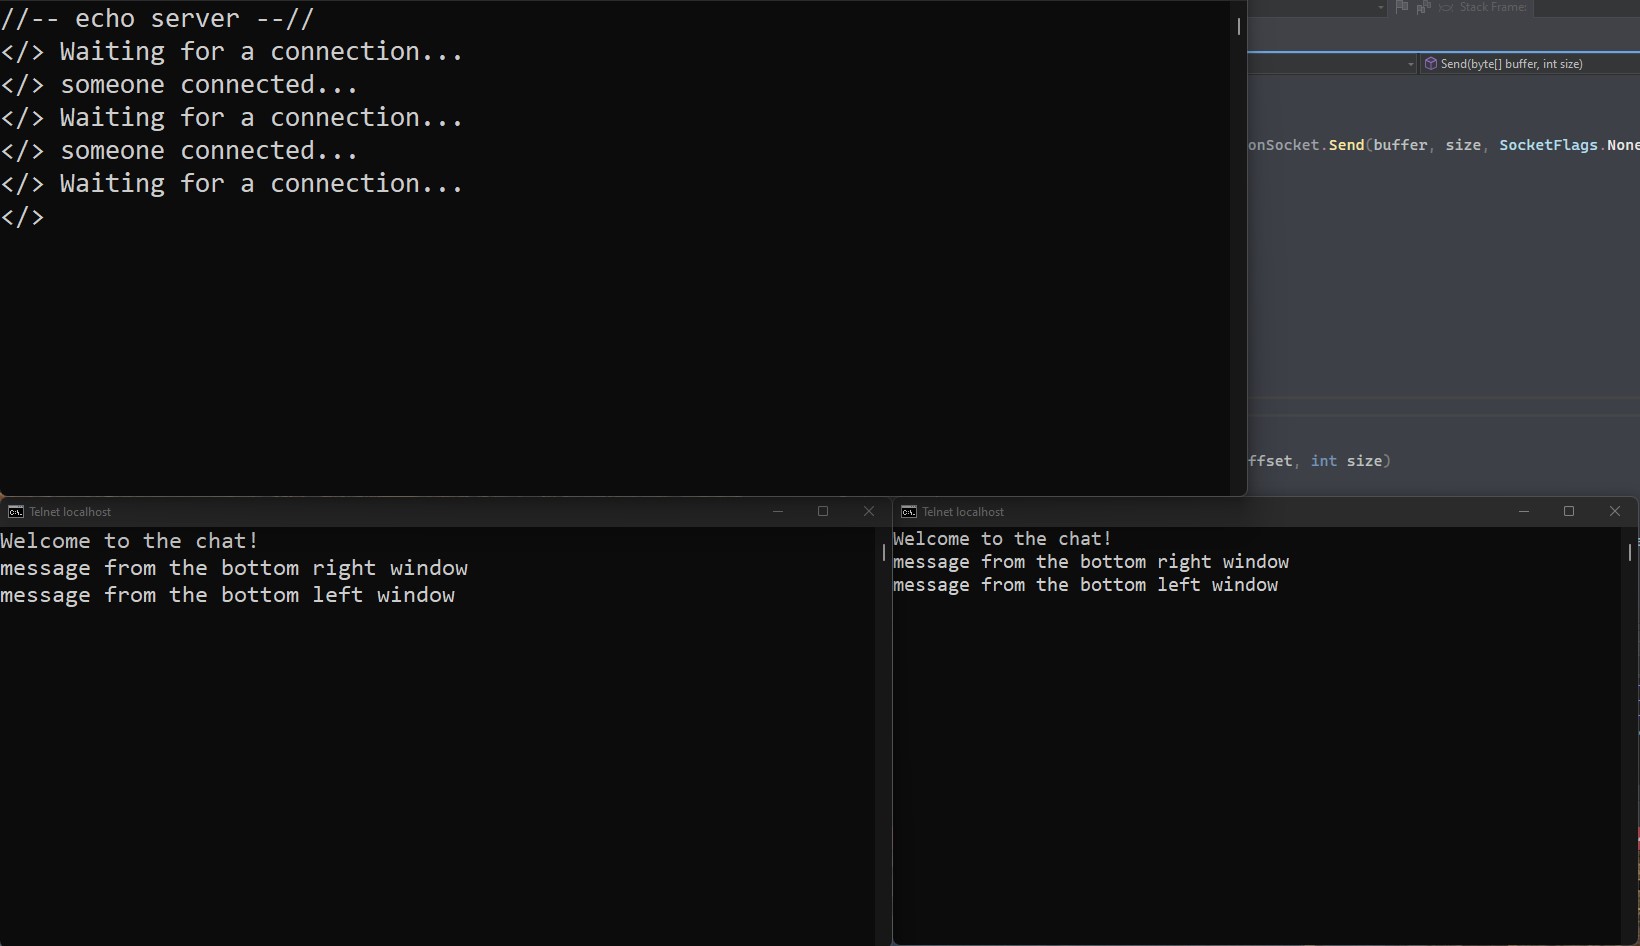 //-- echo server --//
</> Waiting for a connection...
</> someone connected...
</> Waiting for a connection...
</> someone connected...
</> Waiting for a connection...
</>
Stack Frame:
Send(byte[] buffer, int size)
onSocket.Send(buffer, size, SocketFlags.None
ffset, int size)
Telnet localhost
Welcome to the chat!
message from the bottom right window
message from the bottom left window
Telnet localhost
Welcome to the chat!
message from the bottom right window
message from the bottom left window